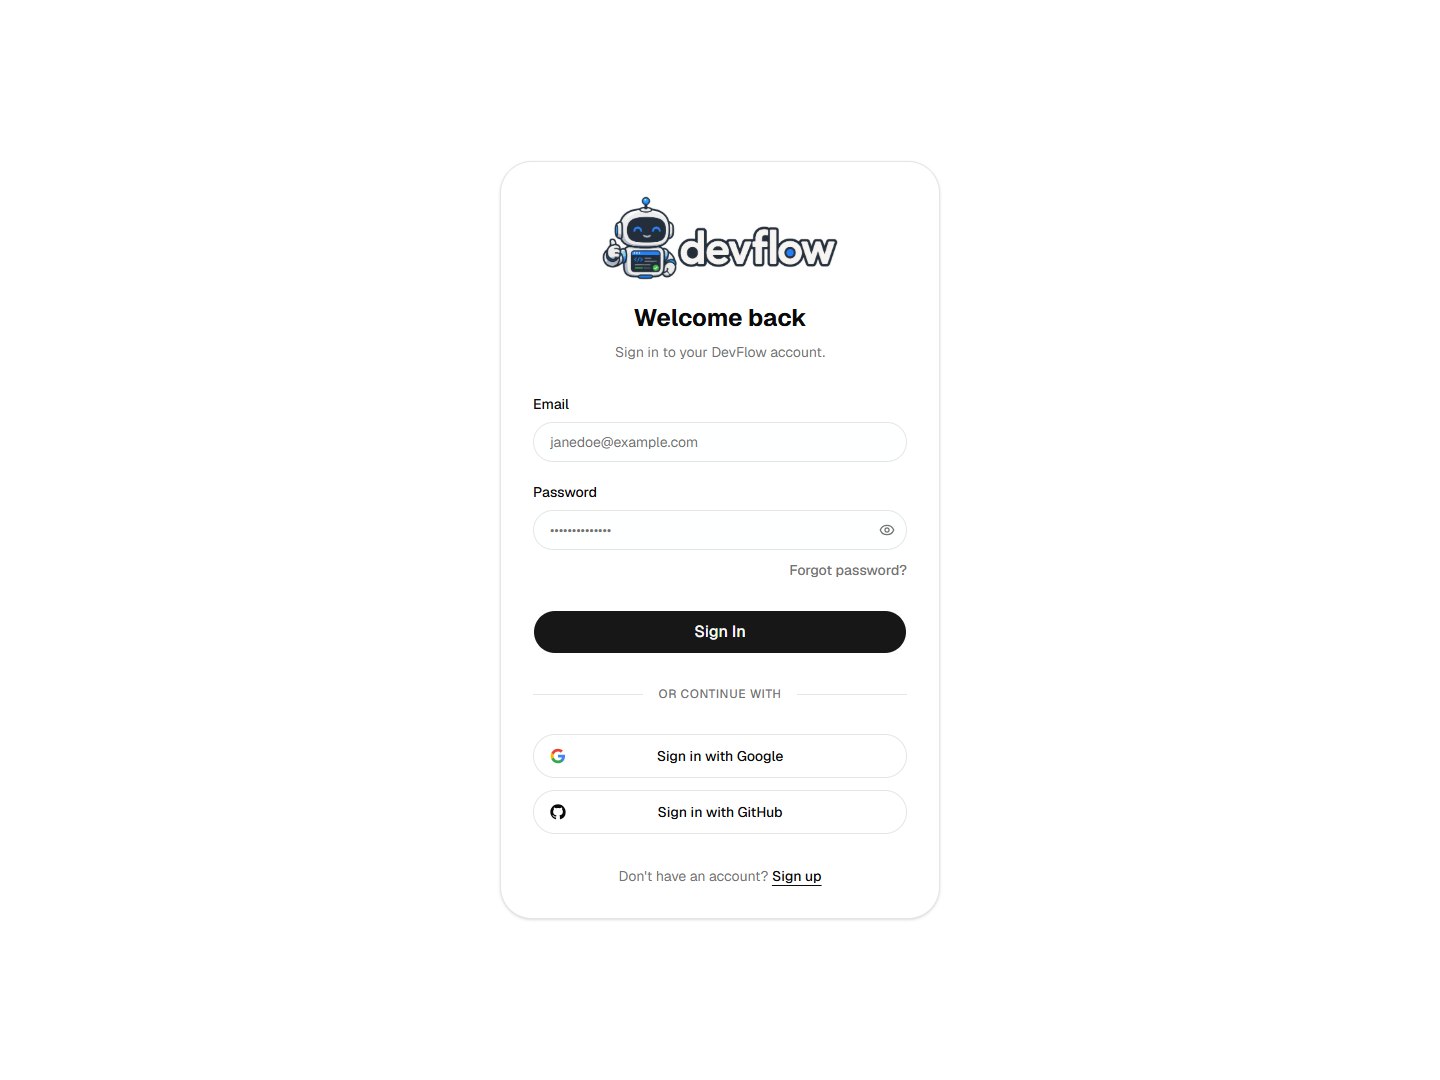 devflow
Welcome back
Sign in to your DevFlow account.
Email
janedoe@example.com
Password
••••••••••••••
Forgot password?
Sign In
OR CONTINUE WITH
Sign in with Google
Sign in with GitHub
Don't have an account? Sign up